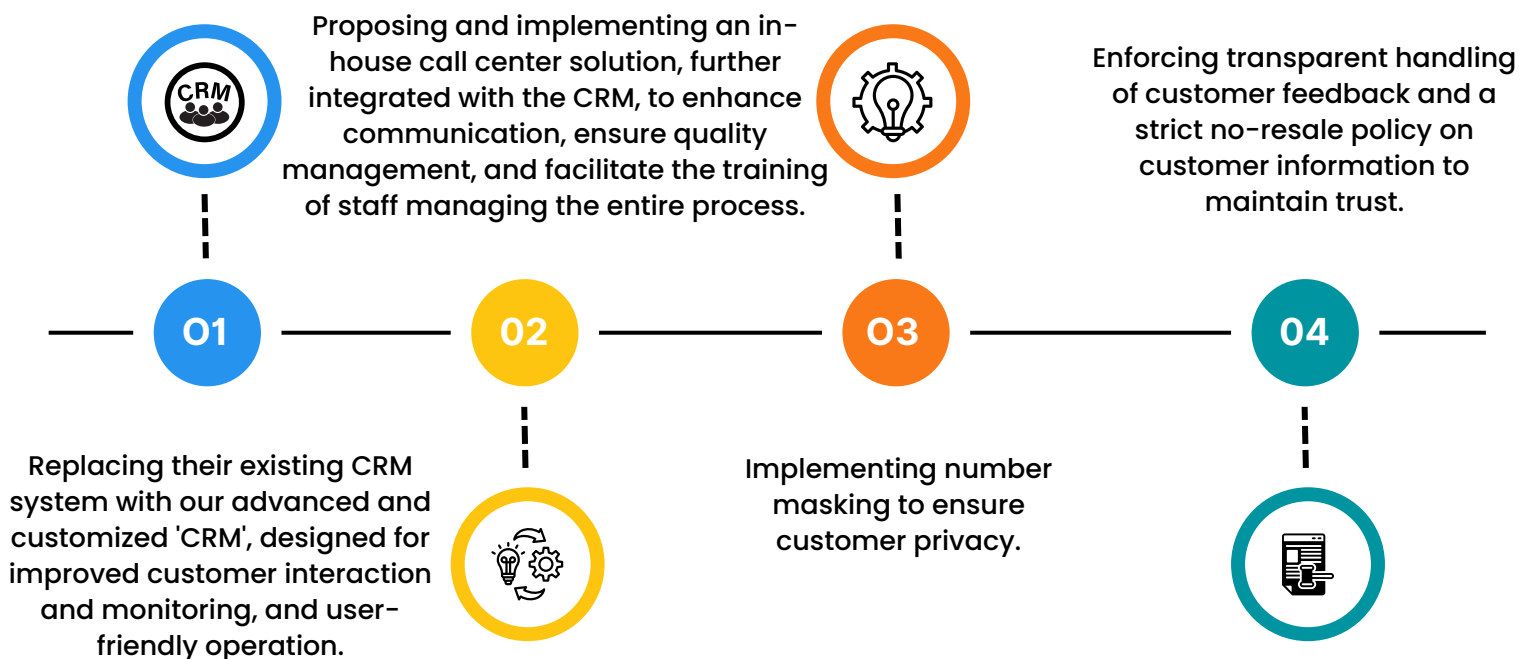 CRM
01
Replacing their existing CRM
system with our advanced and
customized 'CRM', designed for
improved customer interaction
and monitoring, and user-
friendly operation.
Proposing and implementing an in-
house call center solution, further
integrated with the CRM, to enhance
communication, ensure quality
management, and facilitate the training
of staff managing the entire process.
02
03
Implementing number
masking to ensure
customer privacy.
Enforcing transparent handling
of customer feedback and a
strict no-resale policy on
customer information to
maintain trust.
04